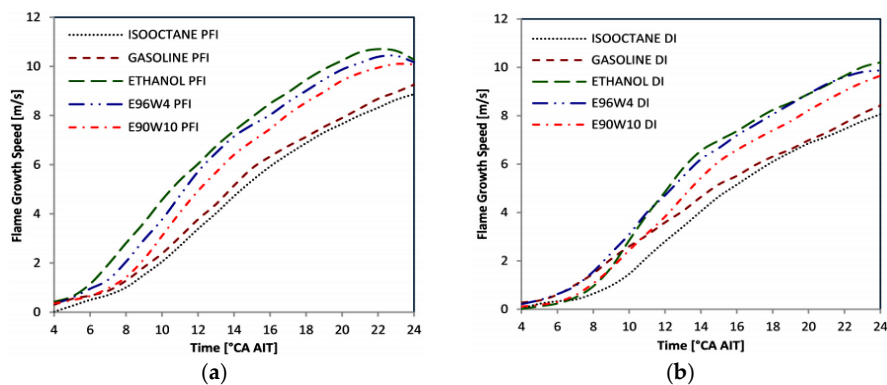 12
10
8
6
4
2
0
Flame Growth Speed [m/s]
ISOOCTANE PFI
GASOLINE PFI
ETHANOL PFI
E96W4 PFI
E90W10 PFI
4 6 8 10 12 14 16 18 20 22 24
Time [°CA AIT]
(a)
12
10
8
6
4
2
0
Flame Growth Speed [m/s]
ISOOCTANE DI
GASOLINE DI
ETHANOL DI
E96W4 DI
E90W10 DI
4 6 8 10 12 14 16 18 20 22 24
Time [°CA AIT]
(b)